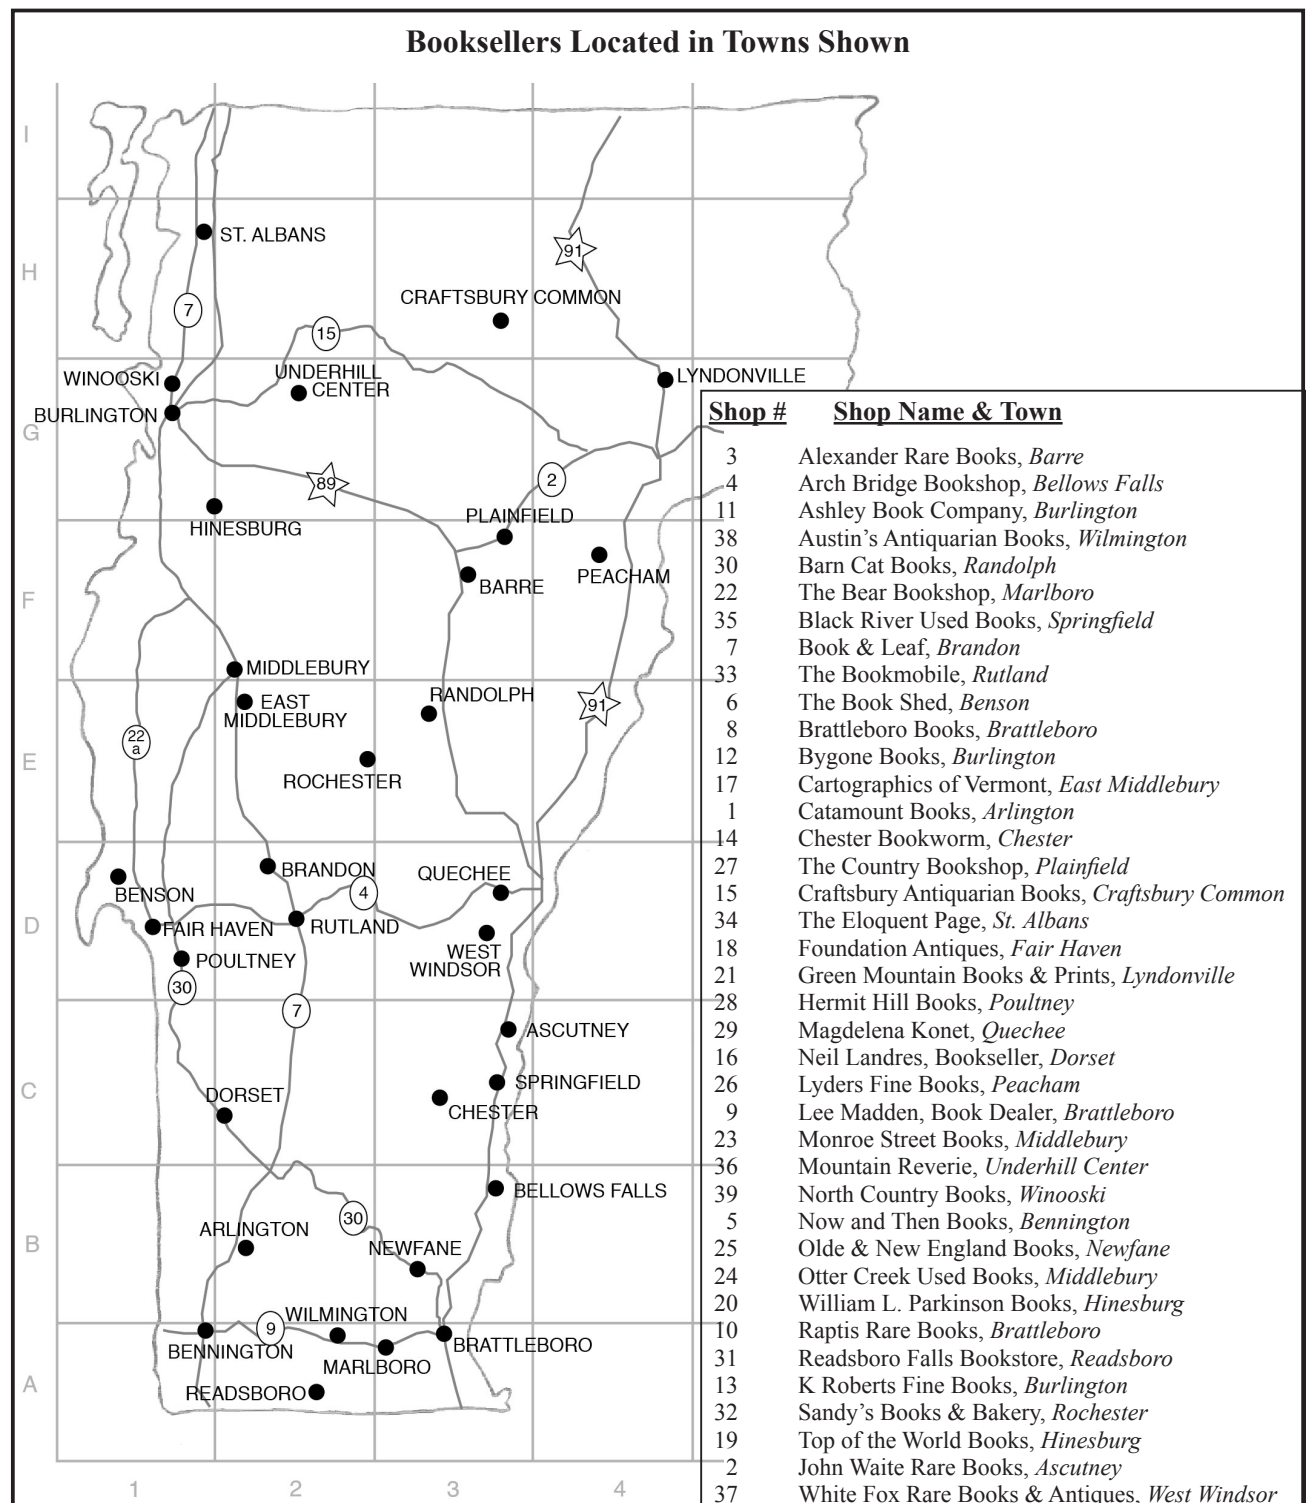 Booksellers Located in Towns Shown
I
ST. ALBANS
91
H
CRAFTSBURY COMMON
7
15
WINOOSKI
UNDERHILL
CENTER
LYNDONVILLE
BURLINGTON
G
89
2
HINESBURG
PLAINFIELD
BARRE
PEACHAM
F
MIDDLEBURY
EAST
MIDDLEBURY
RANDOLPH
91
22
a
E
ROCHESTER
BRANDON
QUECHEE
BENSON
4
D
FAIR HAVEN
RUTLAND
WEST
WINDSOR
POULTNEY
30
7
ASCUTNEY
SPRINGFIELD
C
DORSET
CHESTER
BELLOWS FALLS
30
ARLINGTON
B
NEWFANE
WILMINGTON
9
BENNINGTON
BRATTLEBORO
MARLBORO
A
READSBORO
1 2 3 4
Shop # Shop Name & Town
3 Alexander Rare Books, Barre
4 Arch Bridge Bookshop, Bellows Falls
11 Ashley Book Company, Burlington
38 Austin’s Antiquarian Books, Wilmington
30 Barn Cat Books, Randolph
22 The Bear Bookshop, Marlboro
35 Black River Used Books, Springfield
7 Book & Leaf, Brandon
33 The Bookmobile, Rutland
6 The Book Shed, Benson
8 Brattleboro Books, Brattleboro
12 Bygone Books, Burlington
17 Cartographics of Vermont, East Middlebury
1 Catamount Books, Arlington
14 Chester Bookworm, Chester
27 The Country Bookshop, Plainfield
15 Craftsbury Antiquarian Books, Craftsbury Common
34 The Eloquent Page, St. Albans
18 Foundation Antiques, Fair Haven
21 Green Mountain Books & Prints, Lyndonville
28 Hermit Hill Books, Poultney
29 Magdelena Konet, Quechee
16 Neil Landres, Bookseller, Dorset
26 Lyders Fine Books, Peacham
9 Lee Madden, Book Dealer, Brattleboro
23 Monroe Street Books, Middlebury
36 Mountain Reverie, Underhill Center
39 North Country Books, Winooski
5 Now and Then Books, Bennington
25 Olde & New England Books, Newfane
24 Otter Creek Used Books, Middlebury
20 William L. Parkinson Books, Hinesburg
10 Raptis Rare Books, Brattleboro
31 Readsboro Falls Bookstore, Readsboro
13 K Roberts Fine Books, Burlington
32 Sandy’s Books & Bakery, Rochester
19 Top of the World Books, Hinesburg
2 John Waite Rare Books, Ascutney
37 White Fox Rare Books & Antiques, West Windsor